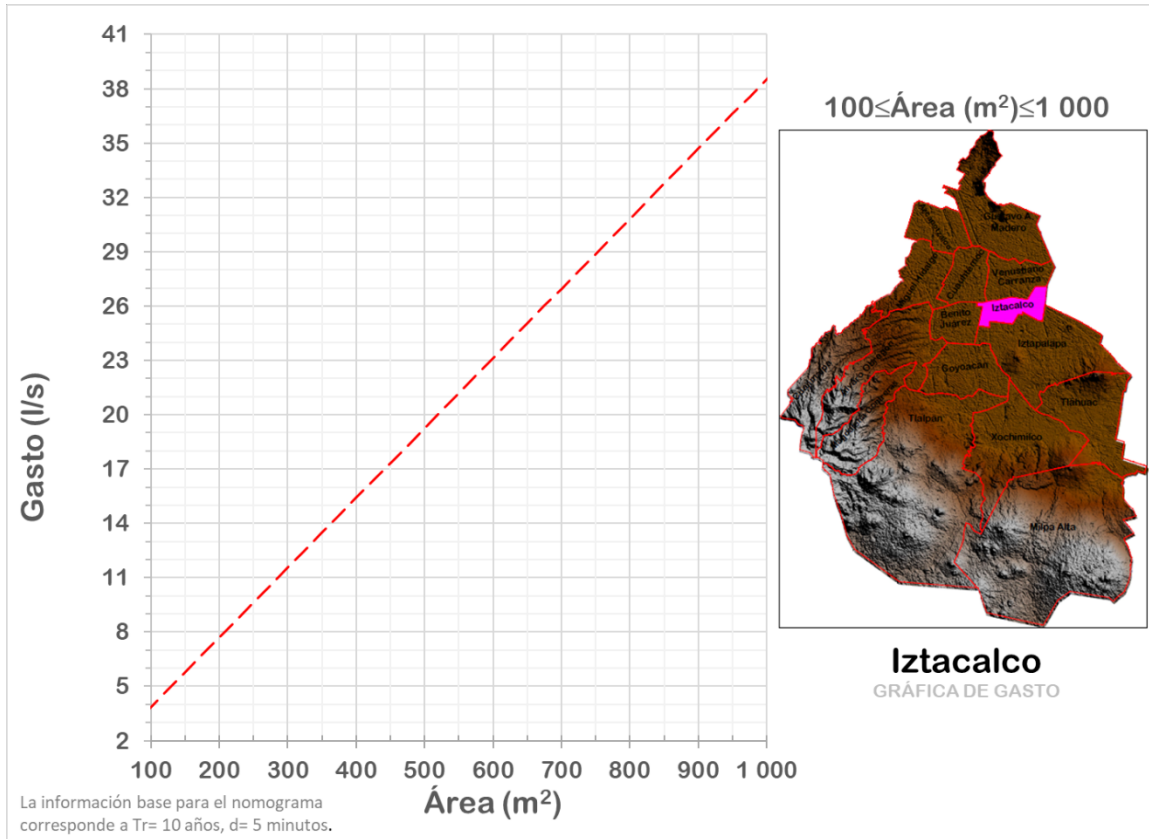 41
38
35
32
29
26
23
20
17
14
11
8
5
2
Gasto (l/s)
100 200 300 400 500 600 700 800 900 1 000
Área (m²)
La información base para el nomograma
corresponde a Tr= 10 años, d= 5 minutos.
100≤Área (m²)≤1 000
Gustavo A.
Madero
Hidalgo
Cuauhtémoc
Venustiano
Carranza
Iztacalco
Benito
Juárez
Iztapalapa
Coyoacán
Tláhuac
Tlalpan
Xochimilco
Milpa Alta
Iztacalco
GRÁFICA DE GASTO